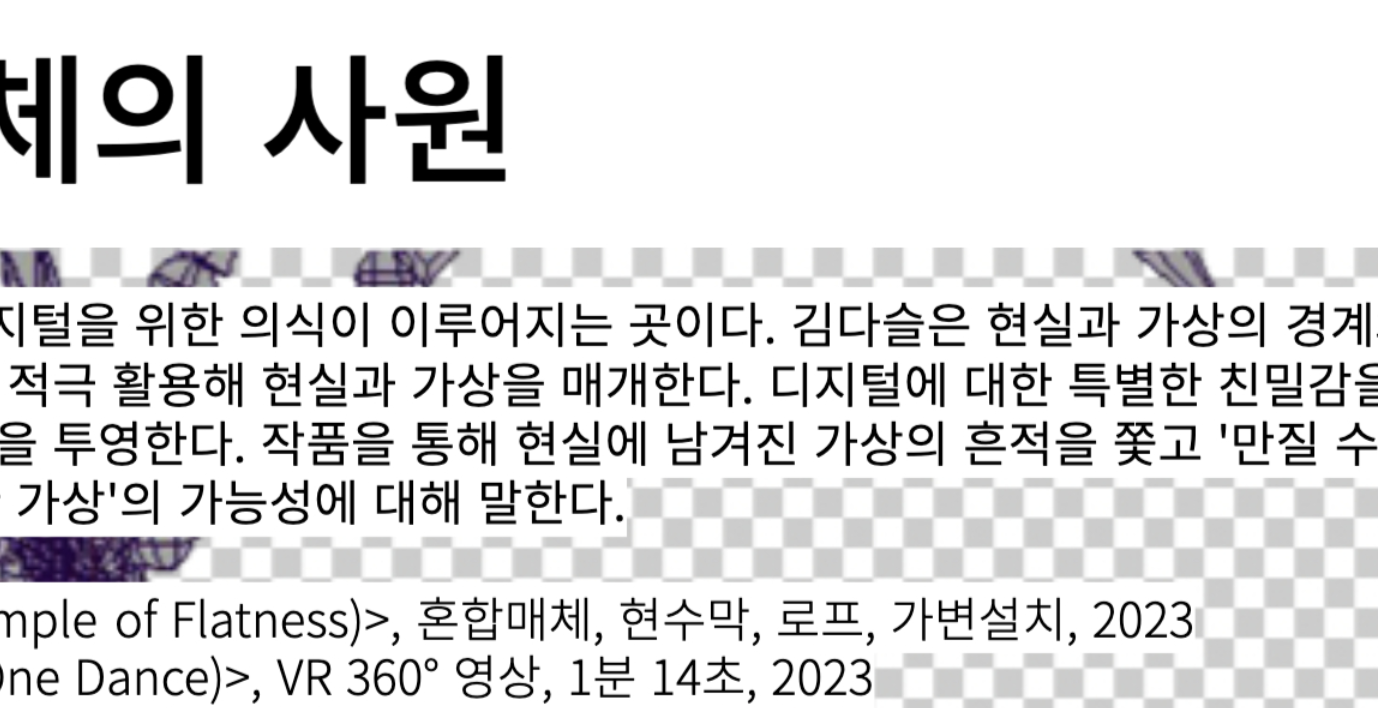 체의 사원
지털을 위한 의식이 이루어지는 곳이다. 김다슬은 현실과 가상의 경계
적극 활용해 현실과 가상을 매개한다. 디지털에 대한 특별한 친밀감을
을 투영한다. 작품을 통해 현실에 남겨진 가상의 흔적을 쫓고 '만질 수
가상'의 가능성에 대해 말한다.
mple of Flatness)>, 혼합매체, 현수막, 로프, 가변설치, 2023
One Dance)>, VR 360° 영상, 1분 14초, 2023